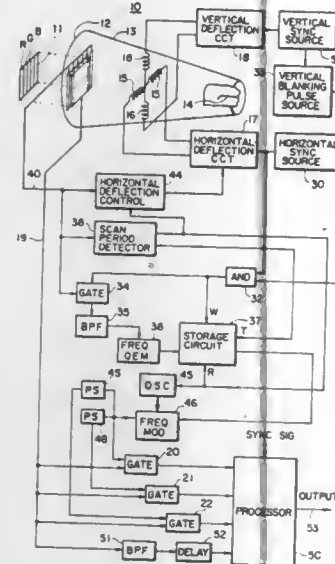 10
R G B 11
12
13
VERTICAL DEFLECTION CCT
18
VERTICAL SYNC SOURCE
VERTICAL BLANKING PULSE SOURCE
16
15
15
16
14
17
HORIZONTAL DEFLECTION CCT
HORIZONTAL SYNC SOURCE
30
40
44
HORIZONTAL DEFLECTION CONTROL
38
SCAN PERIOD DETECTOR
19
GATE
34
AND
32
35
BPF
W
36
FREQ DEM
37
T
STORAGE CIRCUIT
R
45
PS
OSC
45
46
PS
48
FREQ MOD
SYNC SIG
20
GATE
21
GATE
22
GATE
PROCESSOR
OUTPUT
53
51
BPF
52
DELAY
5C